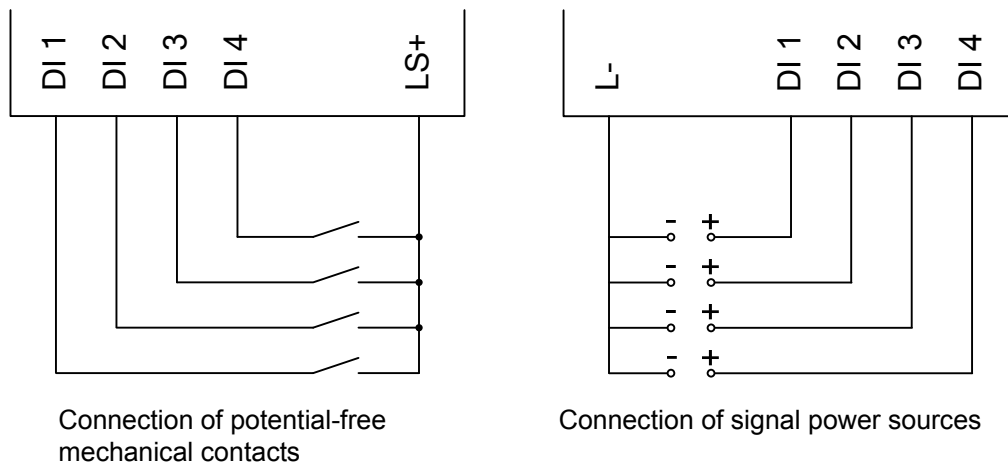 DI 1
DI 2
DI 3
DI 4
LS+
L-
DI 1
DI 2
DI 3
DI 4
- +
- +
- +
- +
Connection of potential-free
mechanical contacts
Connection of signal power sources